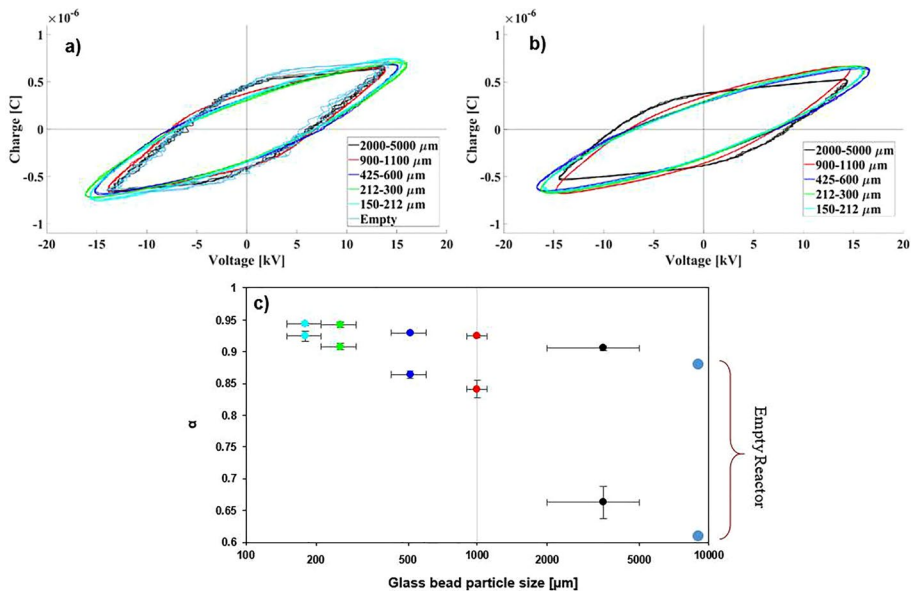 ×10⁻⁶
a)
1
0.5
0
-0.5
-1
Charge [C]
-20 -15 -10 -5 0 5 10 15 20
Voltage [kV]
2000-5000 μm
900-1100 μm
425-600 μm
212-300 μm
150-212 μm
Empty
×10⁻⁶
b)
1
0.5
0
-0.5
-1
Charge [C]
-20 -15 -10 -5 0 5 10 15 20
Voltage [kV]
2000-5000 μm
900-1100 μm
425-600 μm
212-300 μm
150-212 μm
c)
1
0.95
0.9
0.85
0.8
0.75
0.7
0.65
0.6
α
100 200 500 1000 2000 5000 10000
Glass bead particle size [µm]
Empty Reactor